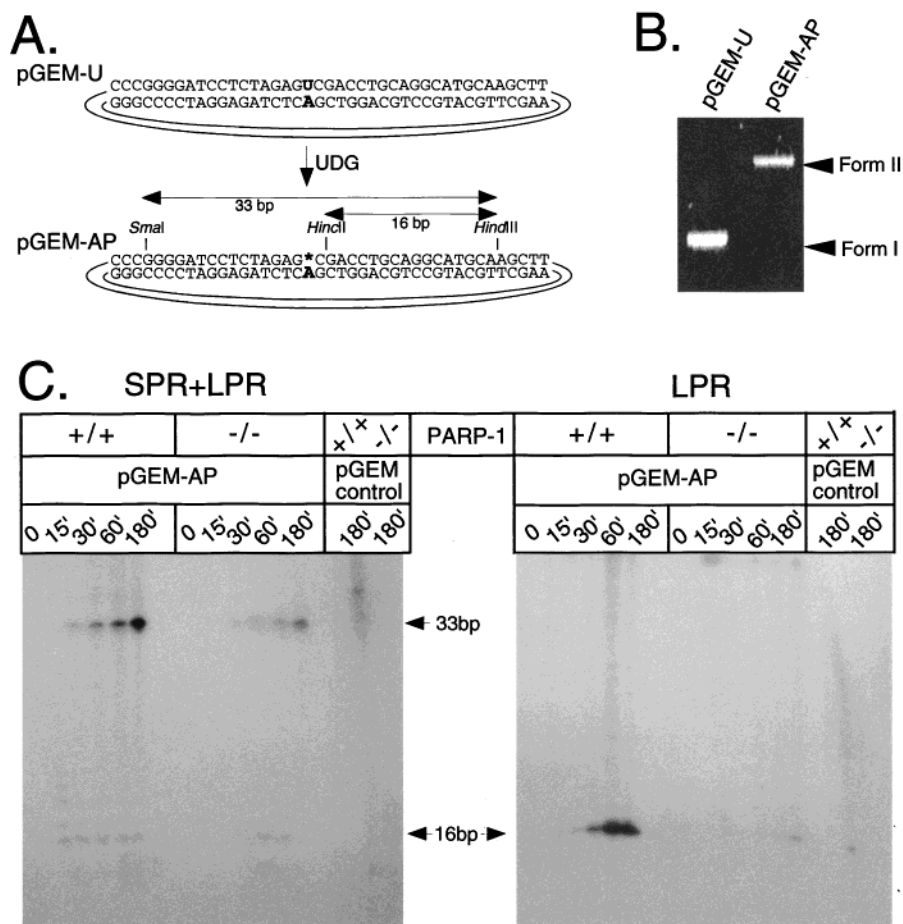 A.
pGEM-U
CCCGGGGATCCTCTAGAGUCGACCTGCAGGCATGCAAGCTT
GGGCCCCTAGGAGATCTCAGCTGGACGTCCGTACGTTCGAA
UDG
33 bp
16 bp
SmaI HincII HindIII
pGEM-AP
CCCGGGGATCCTCTAGAG*CGACCTGCAGGCATGCAAGCTT
GGGCCCCTAGGAGATCTCAGCTGGACGTCCGTACGTTCGAA
B.
pGEM-U pGEM-AP
Form II
Form I
C.
SPR+LPR LPR
+/+ -/- +/+ -/- PARP-1 +/+ -/- +/+ -/-
pGEM-AP pGEM control pGEM-AP pGEM control
0 15' 30' 60' 180' 0 15' 30' 60' 180' 180' 180' 0 15' 30' 60' 180' 0 15' 30' 60' 180' 180' 180'
33bp
16bp